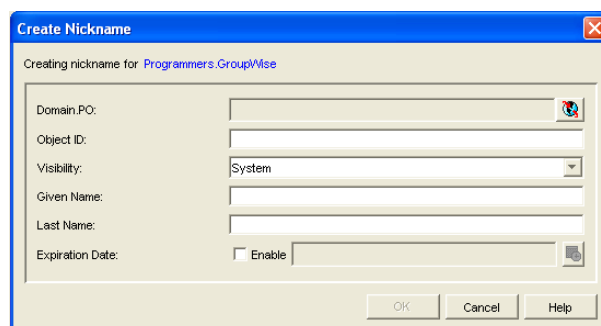 Create Nickname
Creating nickname for Programmers.GroupWise
Domain.PO:
Object ID:
Visibility: System
Given Name:
Last Name:
Expiration Date: Enable
OK Cancel Help